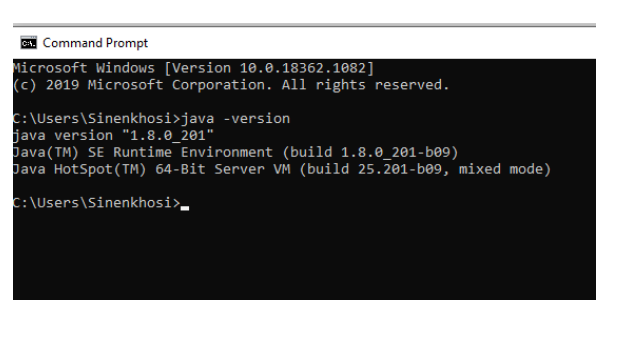 Command Prompt
Microsoft Windows [Version 10.0.18362.1082]
(c) 2019 Microsoft Corporation. All rights reserved.
C:\Users\Sinenkhosi>java -version
java version "1.8.0_201"
Java(TM) SE Runtime Environment (build 1.8.0_201-b09)
Java HotSpot(TM) 64-Bit Server VM (build 25.201-b09, mixed mode)
C:\Users\Sinenkhosi>